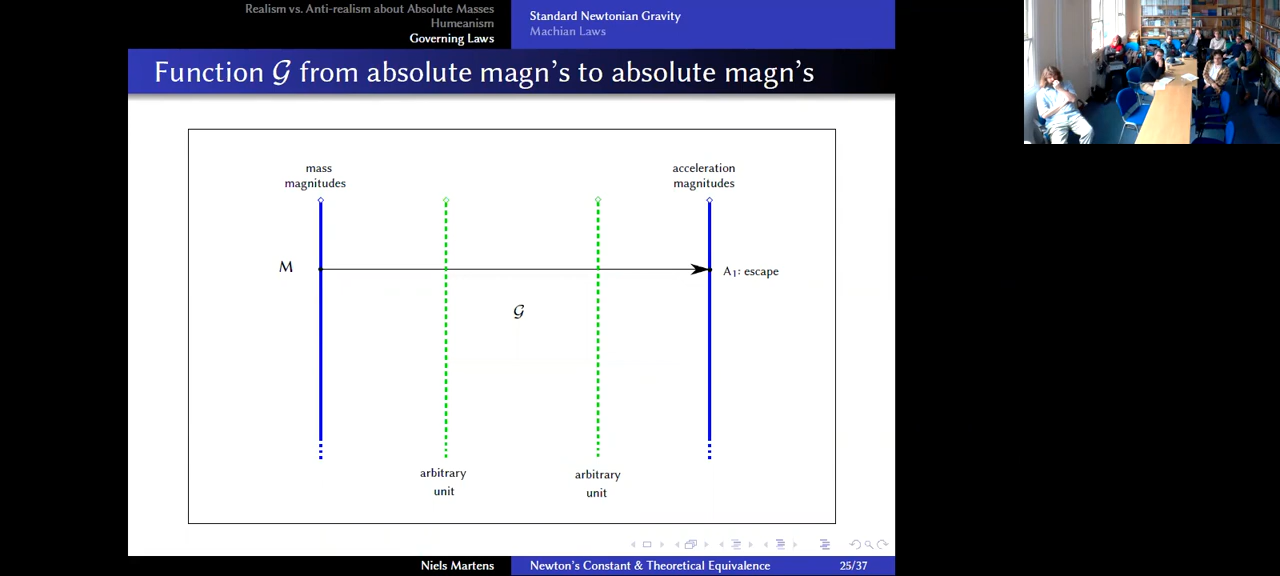 Realism vs. Anti-realism about Absolute Masses
Humeanism
Governing Laws
Standard Newtonian Gravity
Machian Laws
Function 𝒢 from absolute magn's to absolute magn's
mass
magnitudes
acceleration
magnitudes
M
A₁: escape
𝒢
arbitrary
unit
arbitrary
unit
Niels Martens
Newton's Constant & Theoretical Equivalence
25/37